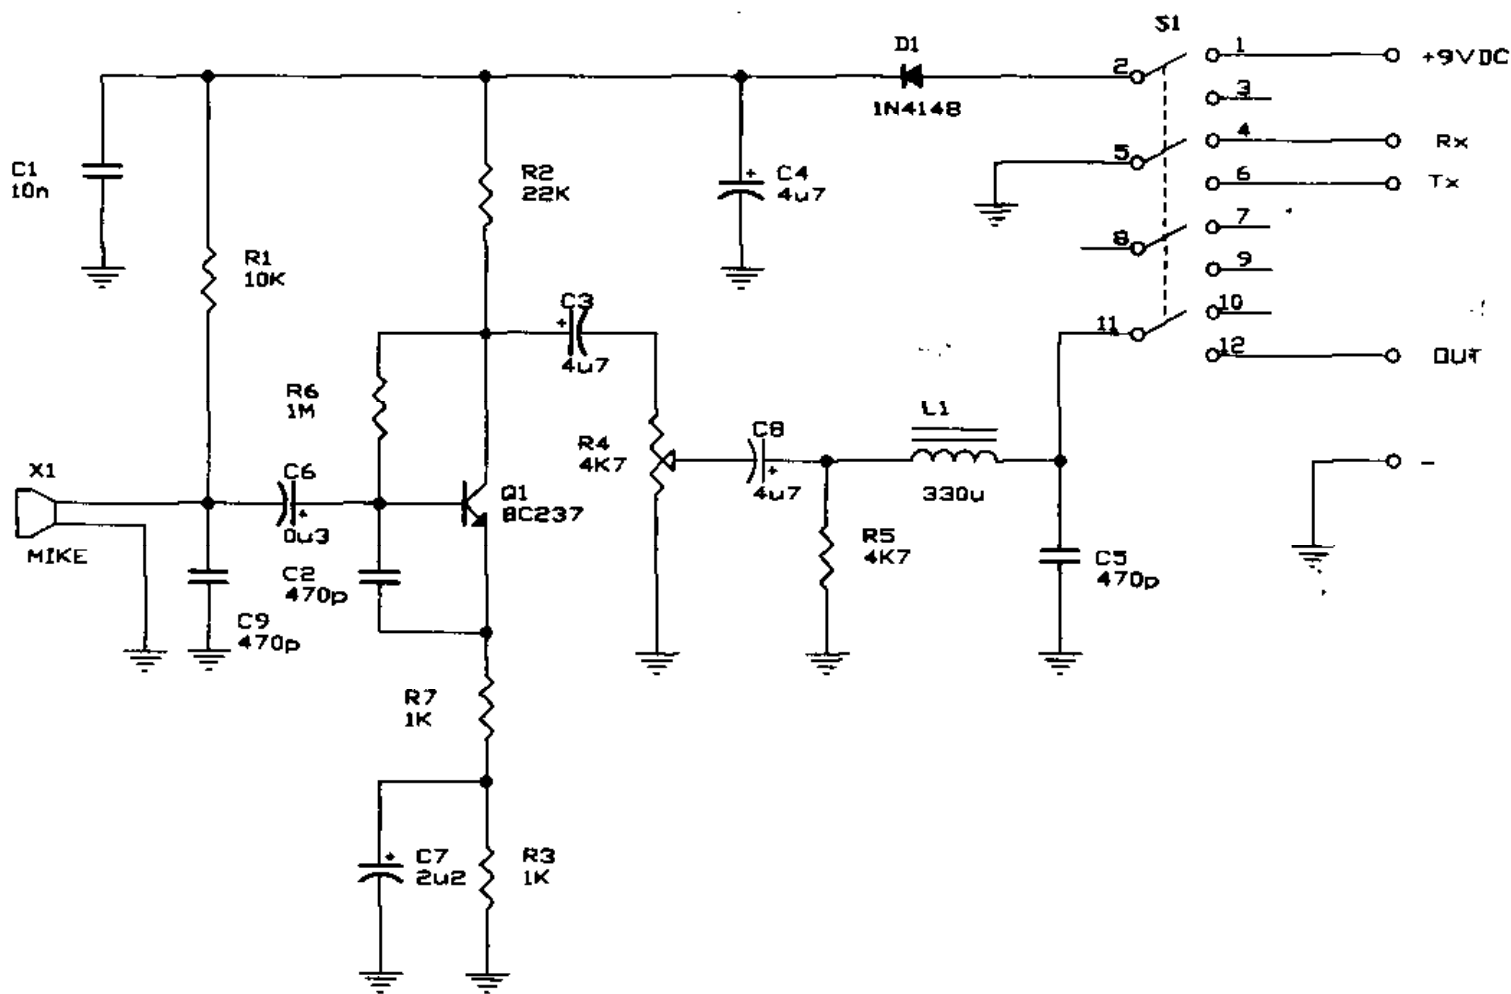 S1
D1
1
+9VDC
2
3
1N4148
4
Rx
5
C1
10n
R2
22K
C4
4u7
6
Tx
7
8
R1
10K
9
C3
4u7
10
11
12
OUT
R6
1M
L1
330u
R4
4K7
C8
4u7
-
X1
MIKE
C6
0u3
Q1
BC237
R5
4K7
C5
470p
C2
470p
C9
470p
R7
1K
C7
2u2
R3
1K